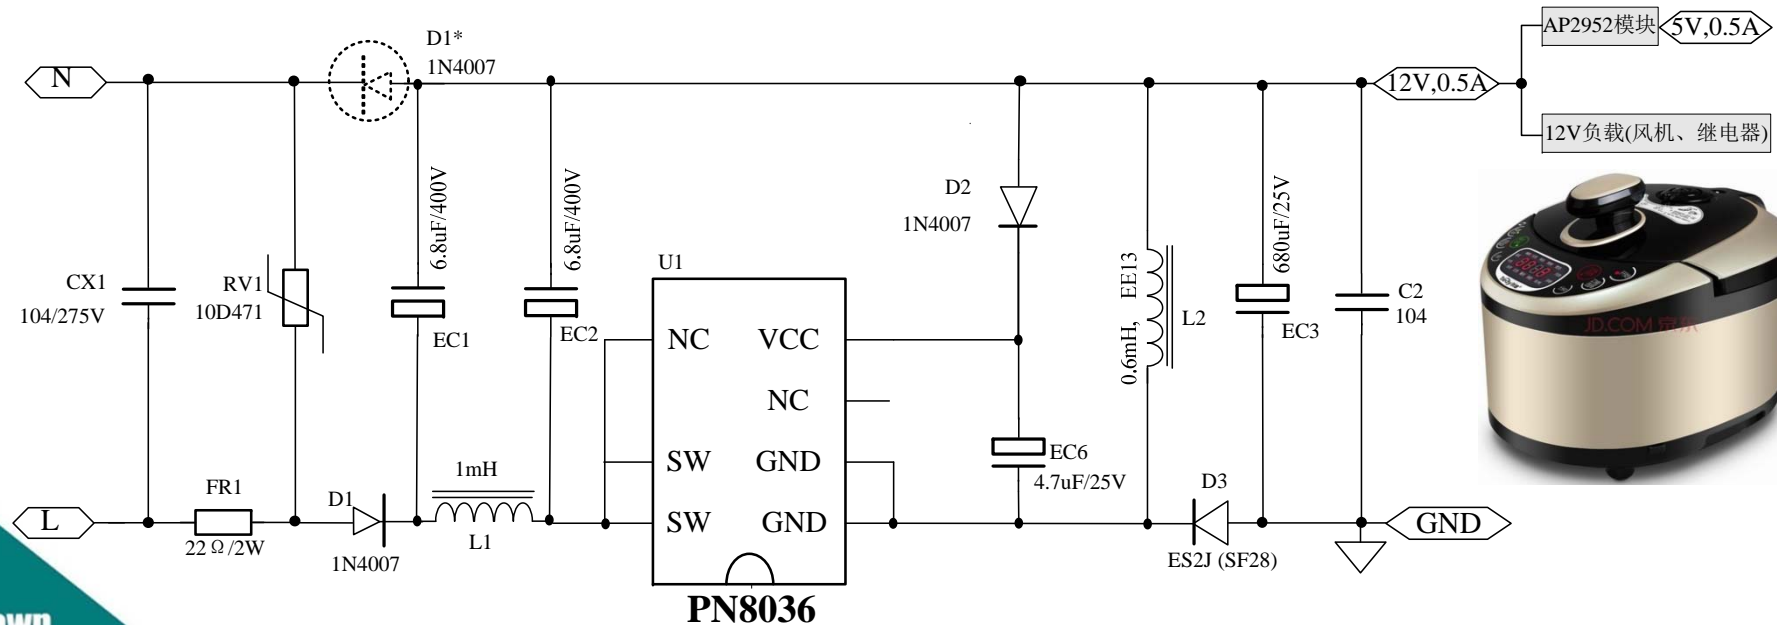 N
D1*
1N4007
12V,0.5A
AP2952模块
5V,0.5A
12V负载(风机、继电器)
CX1
104/275V
RV1
10D471
6.8uF/400V
EC1
6.8uF/400V
EC2
U1
NC
VCC
NC
SW
GND
SW
GND
PN8036
D2
1N4007
EC6
4.7uF/25V
0.6mH, EE13
L2
680uF/25V
EC3
C2
104
L
FR1
22Ω/2W
D1
1N4007
1mH
L1
D3
ES2J (SF28)
GND
JD.COM 京东
own